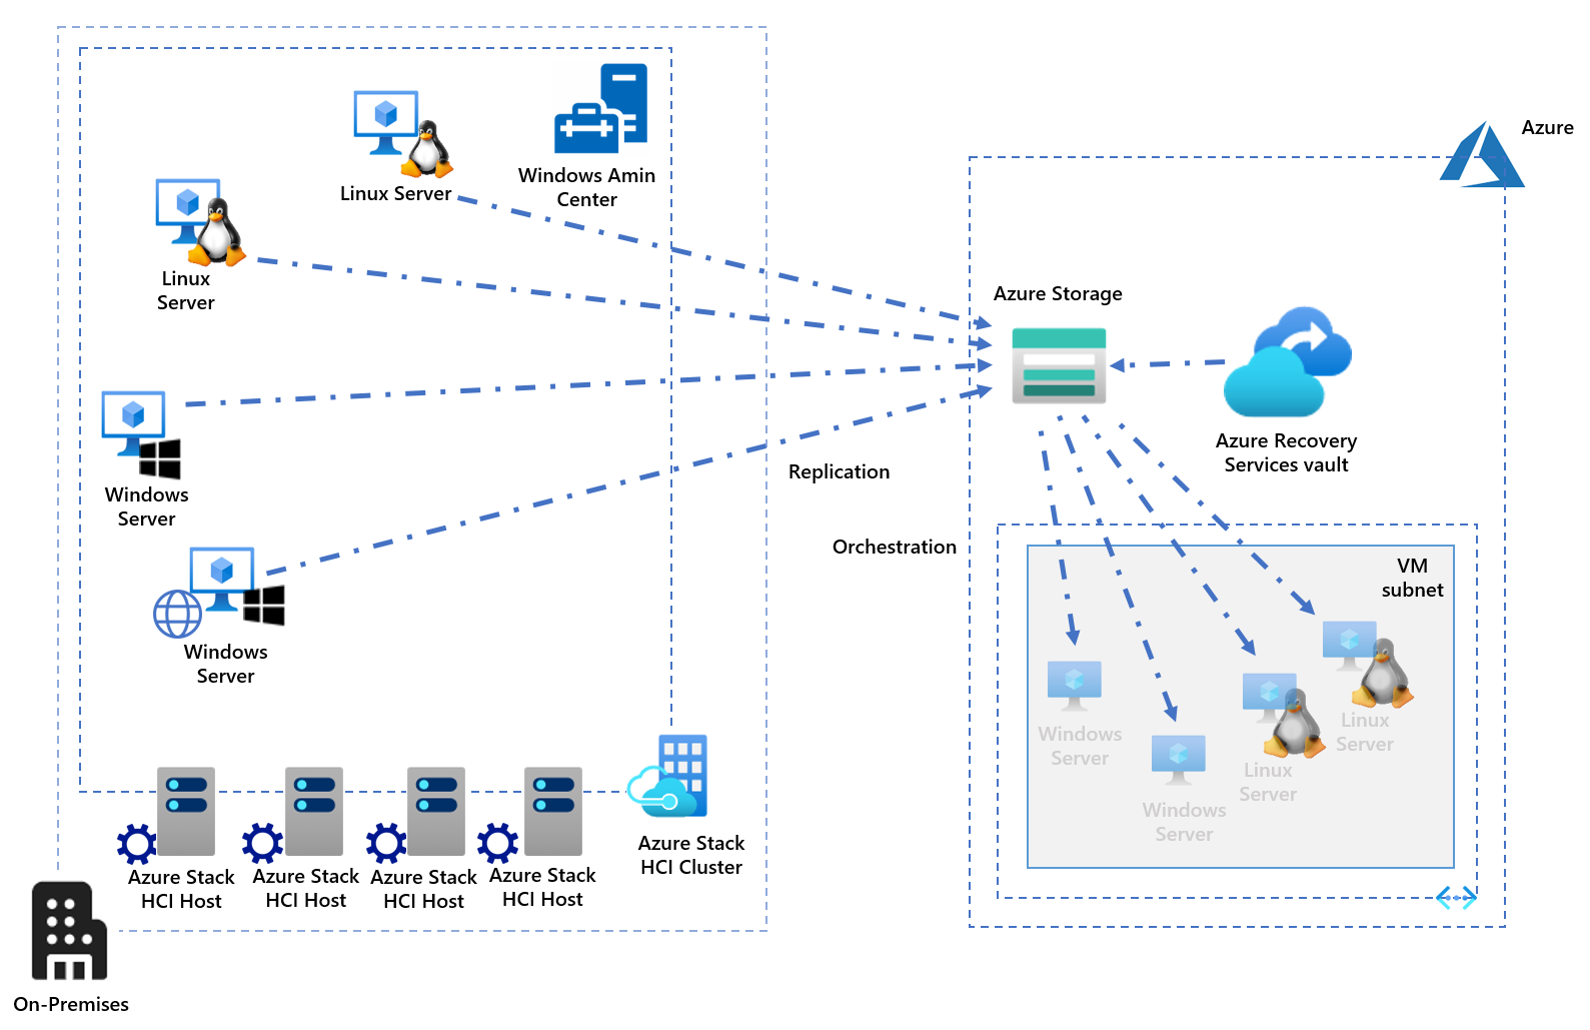 Linux Server
Windows Amin
Center
Linux
Server
Windows
Server
Windows
Server
Azure Stack
HCI Host
Azure Stack
HCI Host
Azure Stack
HCI Host
Azure Stack
HCI Host
Azure Stack
HCI Cluster
On-Premises
Replication
Orchestration
Azure
Azure Storage
Azure Recovery
Services vault
VM
subnet
Windows
Server
Windows
Server
Linux
Server
Linux
Server